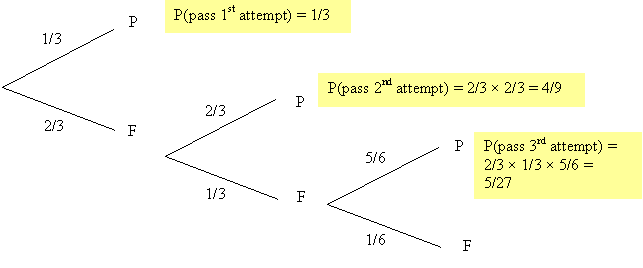 P
P(pass 1st attempt) = 1/3
1/3
P(pass 2nd attempt) = 2/3 × 2/3 = 4/9
P
2/3
2/3
F
P(pass 3rd attempt) =
2/3 × 1/3 × 5/6 =
5/27
P
5/6
1/3
F
1/6
F